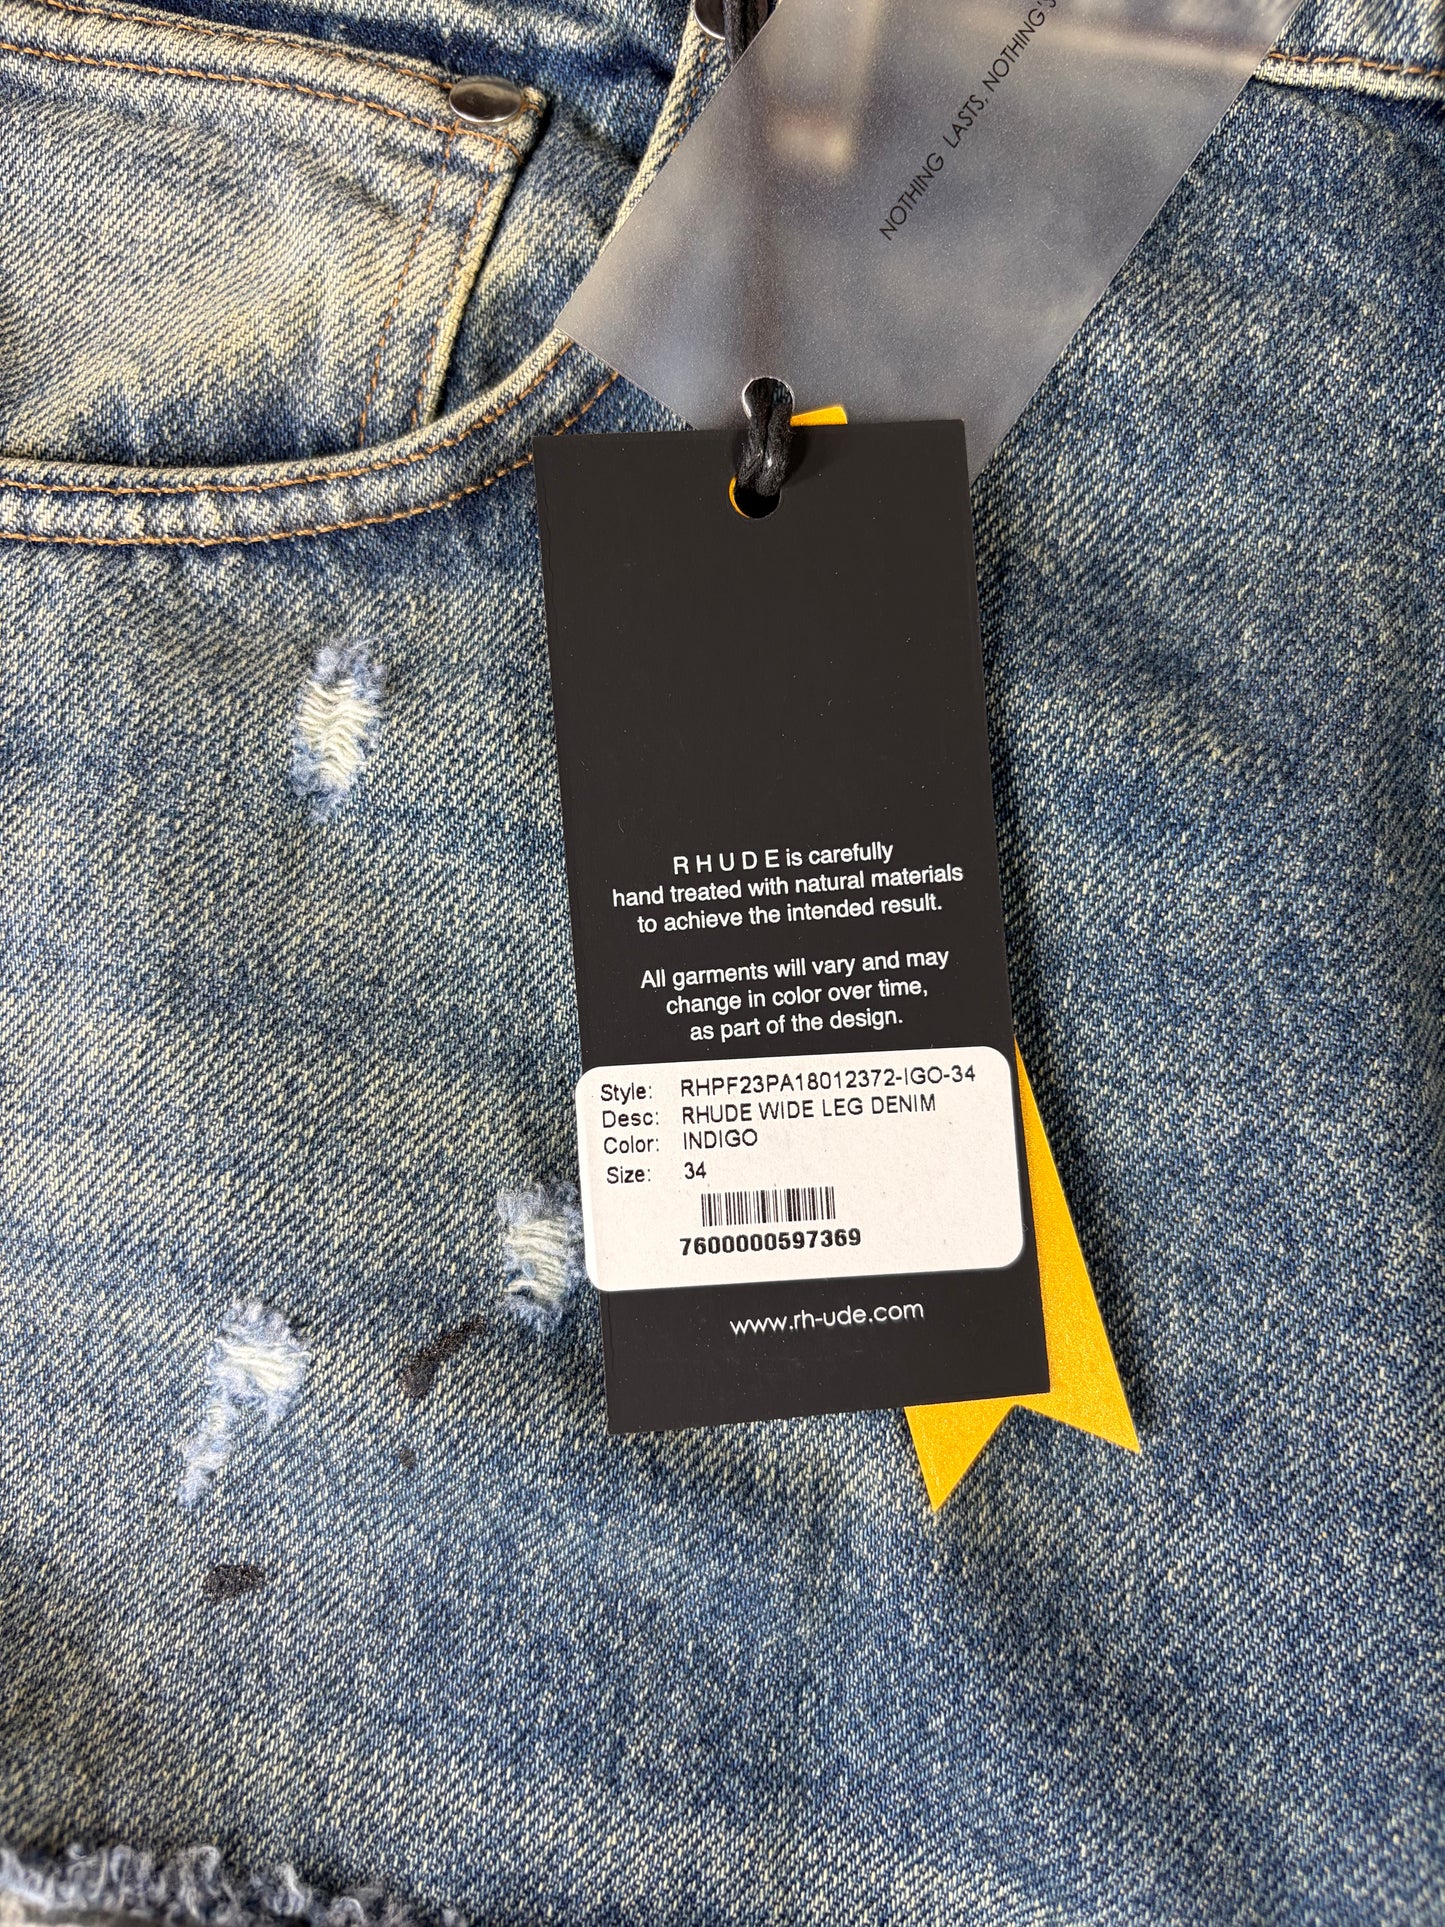 NOTHING LASTS, NOTHING'S
R H U D E is carefully
hand treated with natural materials
to achieve the intended result.
All garments will vary and may
change in color over time,
as part of the design.
Style: RHPF23PA18012372-IGO-34
Desc: RHUDE WIDE LEG DENIM
Color: INDIGO
Size: 34
7600000597369
www.rh-ude.com